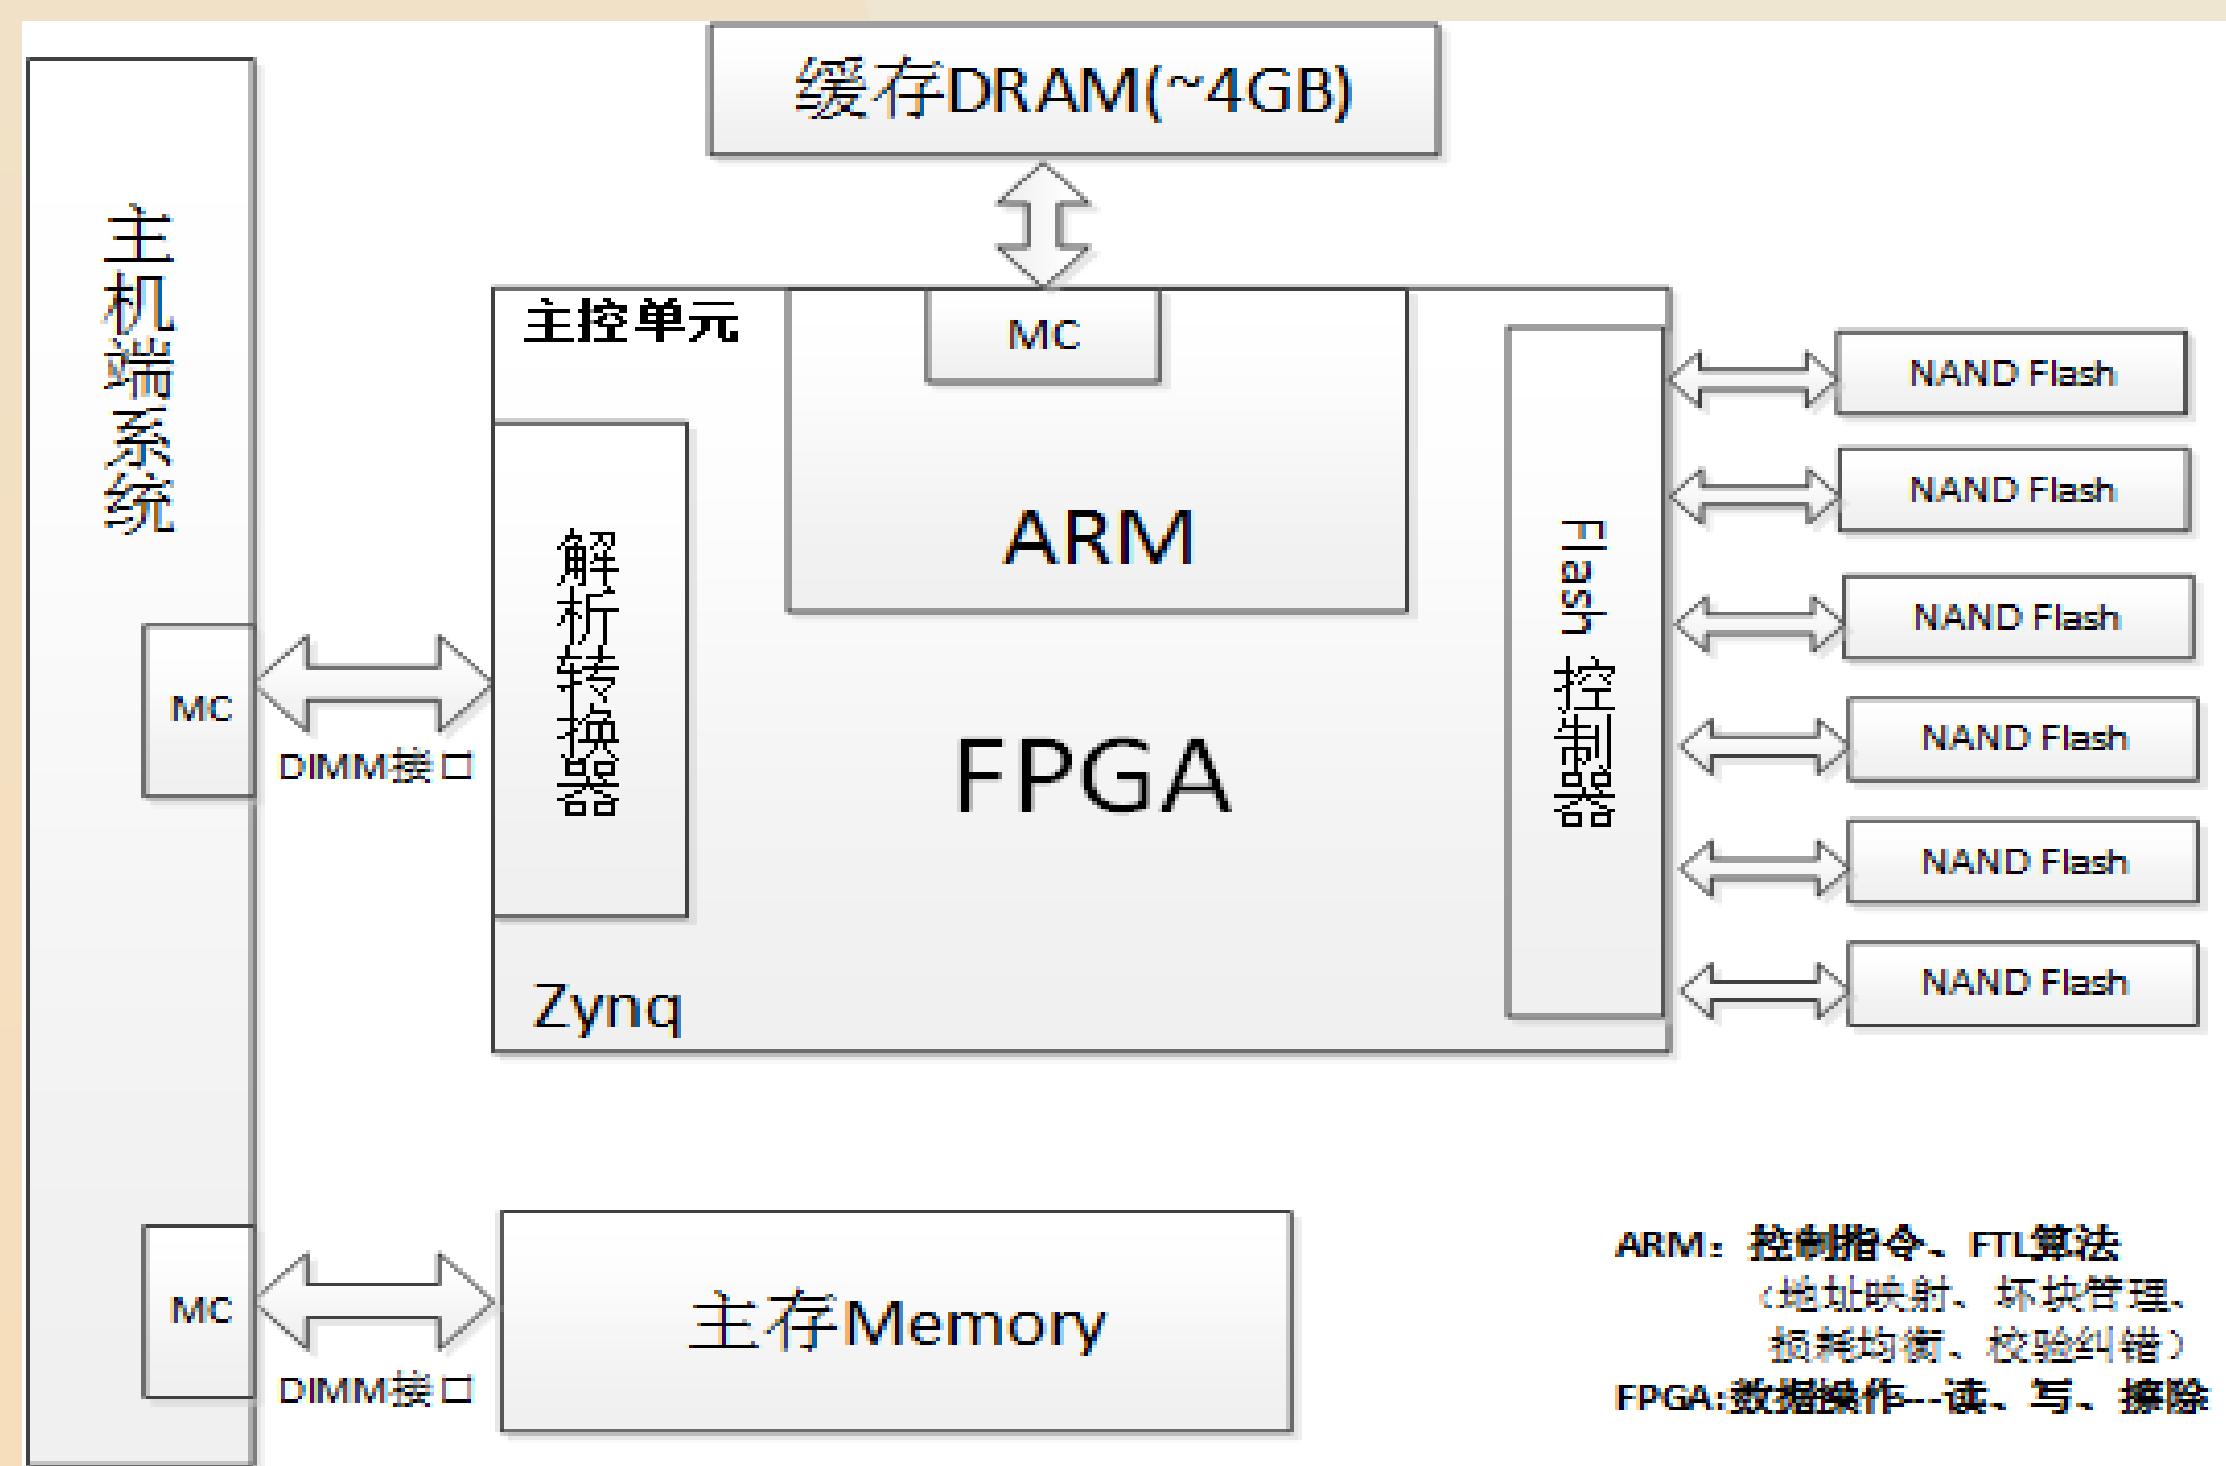 缓存DRAM(~4GB)
主机端系统
主控单元
MC
ARM
解析转换器
FPGA
Flash 控制器
Zynq
NAND Flash
NAND Flash
NAND Flash
NAND Flash
NAND Flash
NAND Flash
MC
DIMM接口
MC
DIMM接口
主存Memory
ARM：控制指令、FTL算法
（地址映射、坏块管理、
损耗均衡、校验纠错）
FPGA:数据操作---读、写、擦除